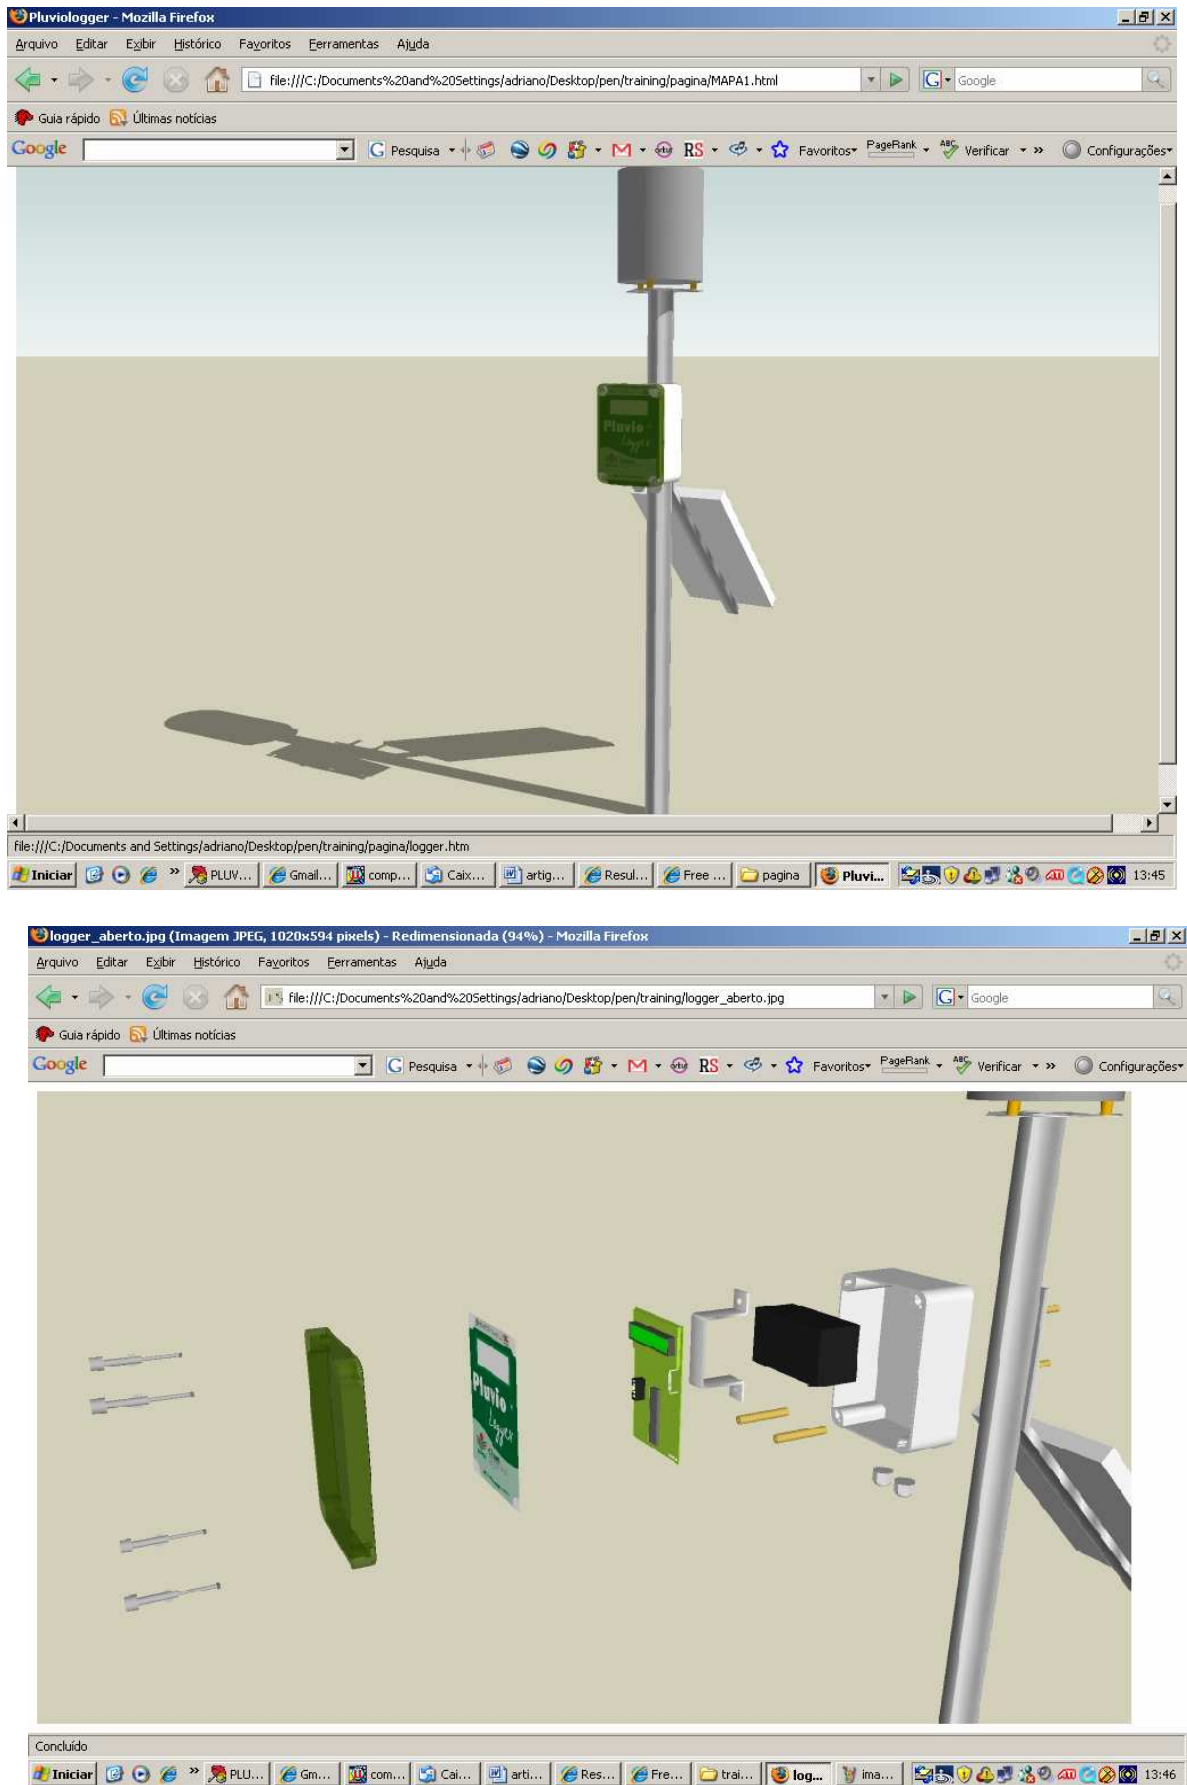 Pluviologger - Mozilla Firefox
Arquivo Editar Exibir Histórico Favoritos Ferramentas Ajuda
file:///C:/Documents%20and%20Settings/adriano/Desktop/pen/training/pagina/MAPA1.html G Google
Guia rápido Últimas notícias
Google G Pesquisa RS Favoritos PageRank ABC Verificar » Configurações
Pluvio
Logger
file:///C:/Documents and Settings/adriano/Desktop/pen/training/pagina/logger.htm
Iniciar » PLUV... Gmail... comp... Caix... artig... Resul... Free ... pagina Pluvi... 13:45
logger_aberto.jpg (Imagem JPEG, 1020x594 pixels) - Redimensionada (94%) - Mozilla Firefox
Arquivo Editar Exibir Histórico Favoritos Ferramentas Ajuda
file:///C:/Documents%20and%20Settings/adriano/Desktop/pen/training/logger_aberto.jpg G Google
Guia rápido Últimas notícias
Google G Pesquisa RS Favoritos PageRank ABC Verificar » Configurações
Pluvio
Logger
Concluído
Iniciar » PLU... Gm... com... Cai... arti... Res... Fre... trai... log... ima... 13:46